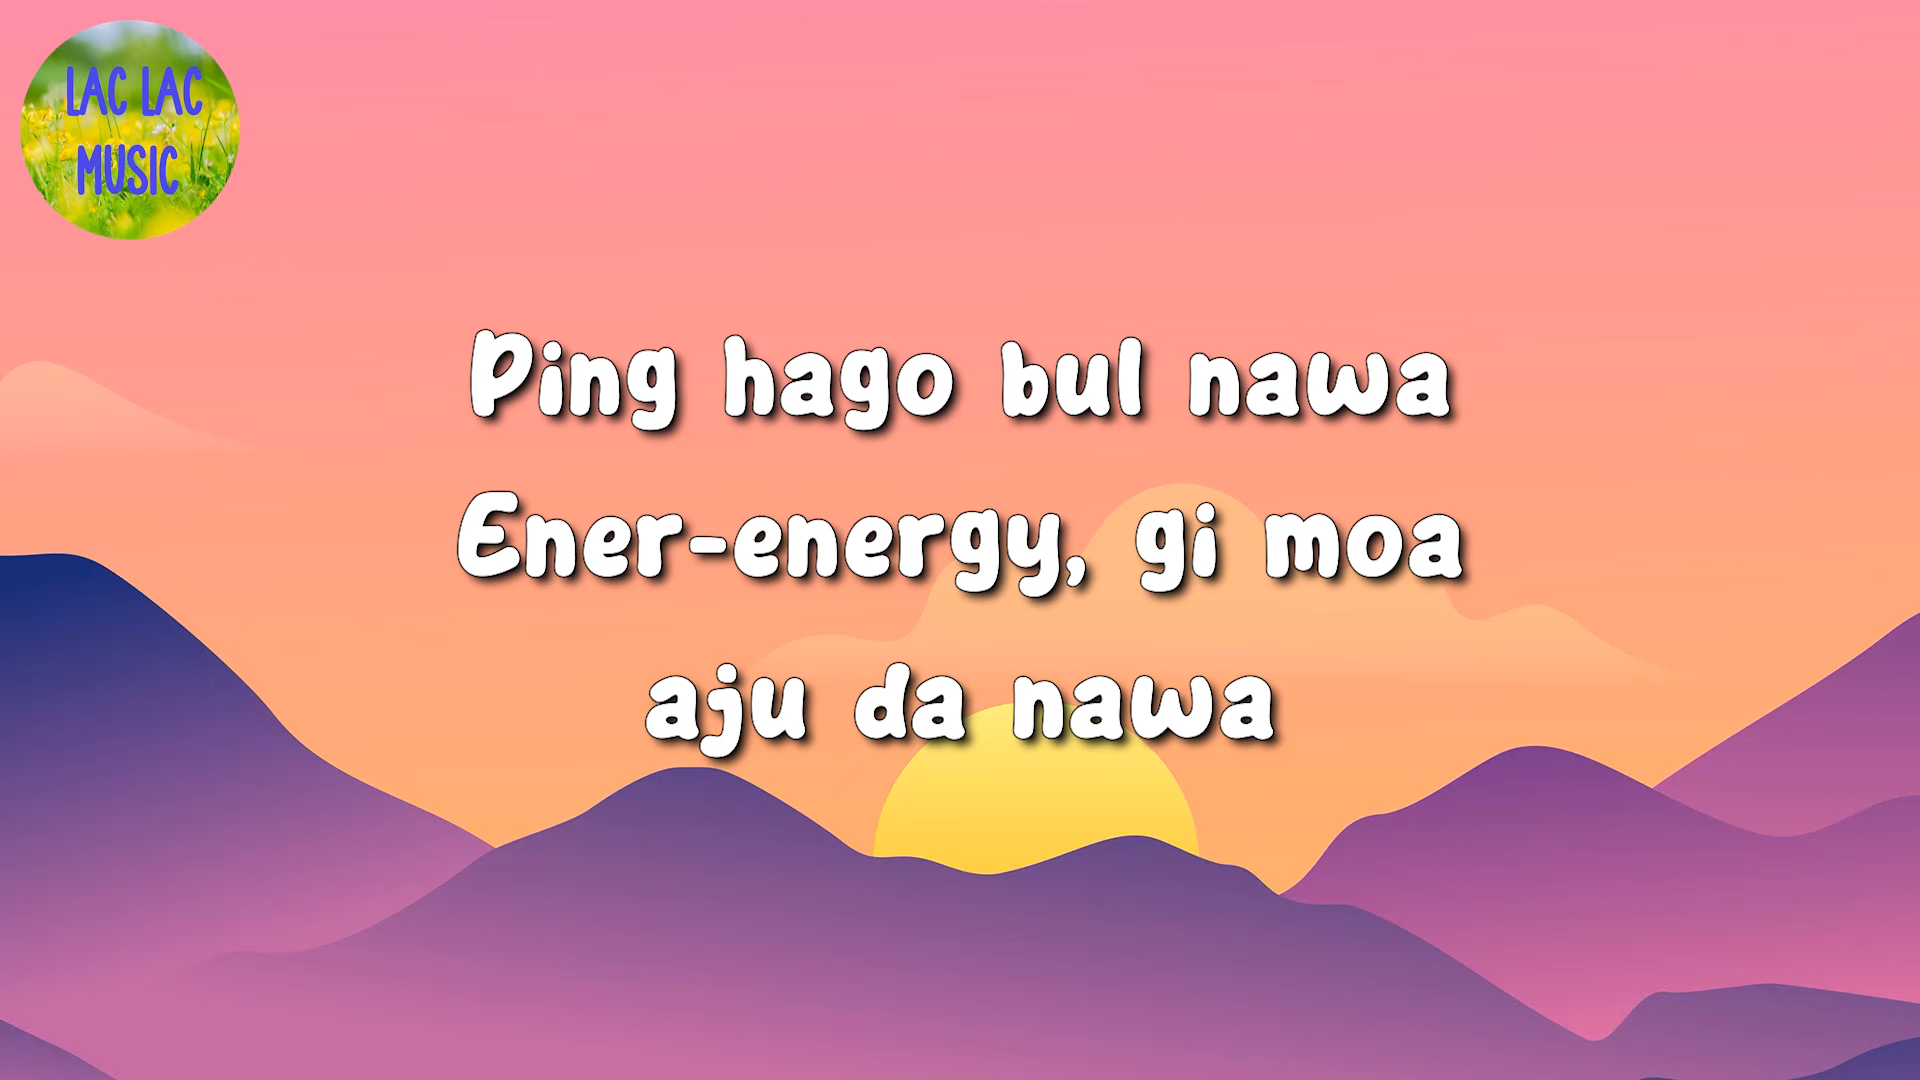 LAC LAC
MUSIC
Ping hago bul nawa
Ener-energy, gi moa
aju da nawa